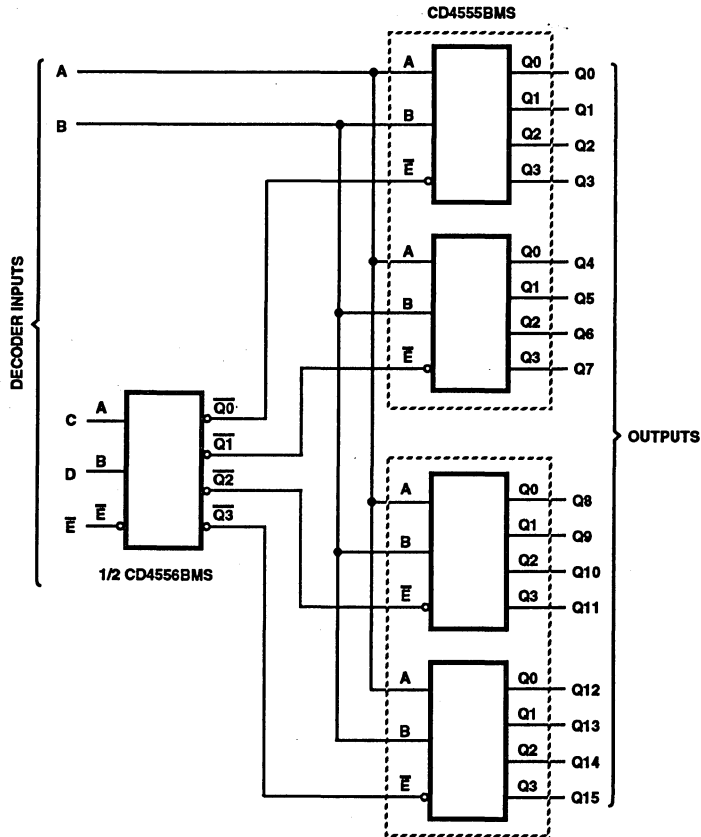 CD4555BMS
DECODER INPUTS
A
B
A
B
E̅
Q0
Q1
Q2
Q3
Q0
Q1
Q2
Q3
A
B
E̅
Q0
Q1
Q2
Q3
Q4
Q5
Q6
Q7
C
D
E̅
A
B
E̅
Q̅0̅
Q̅1̅
Q̅2̅
Q̅3̅
1/2 CD4556BMS
OUTPUTS
A
B
E̅
Q0
Q1
Q2
Q3
Q8
Q9
Q10
Q11
A
B
E̅
Q0
Q1
Q2
Q3
Q12
Q13
Q14
Q15